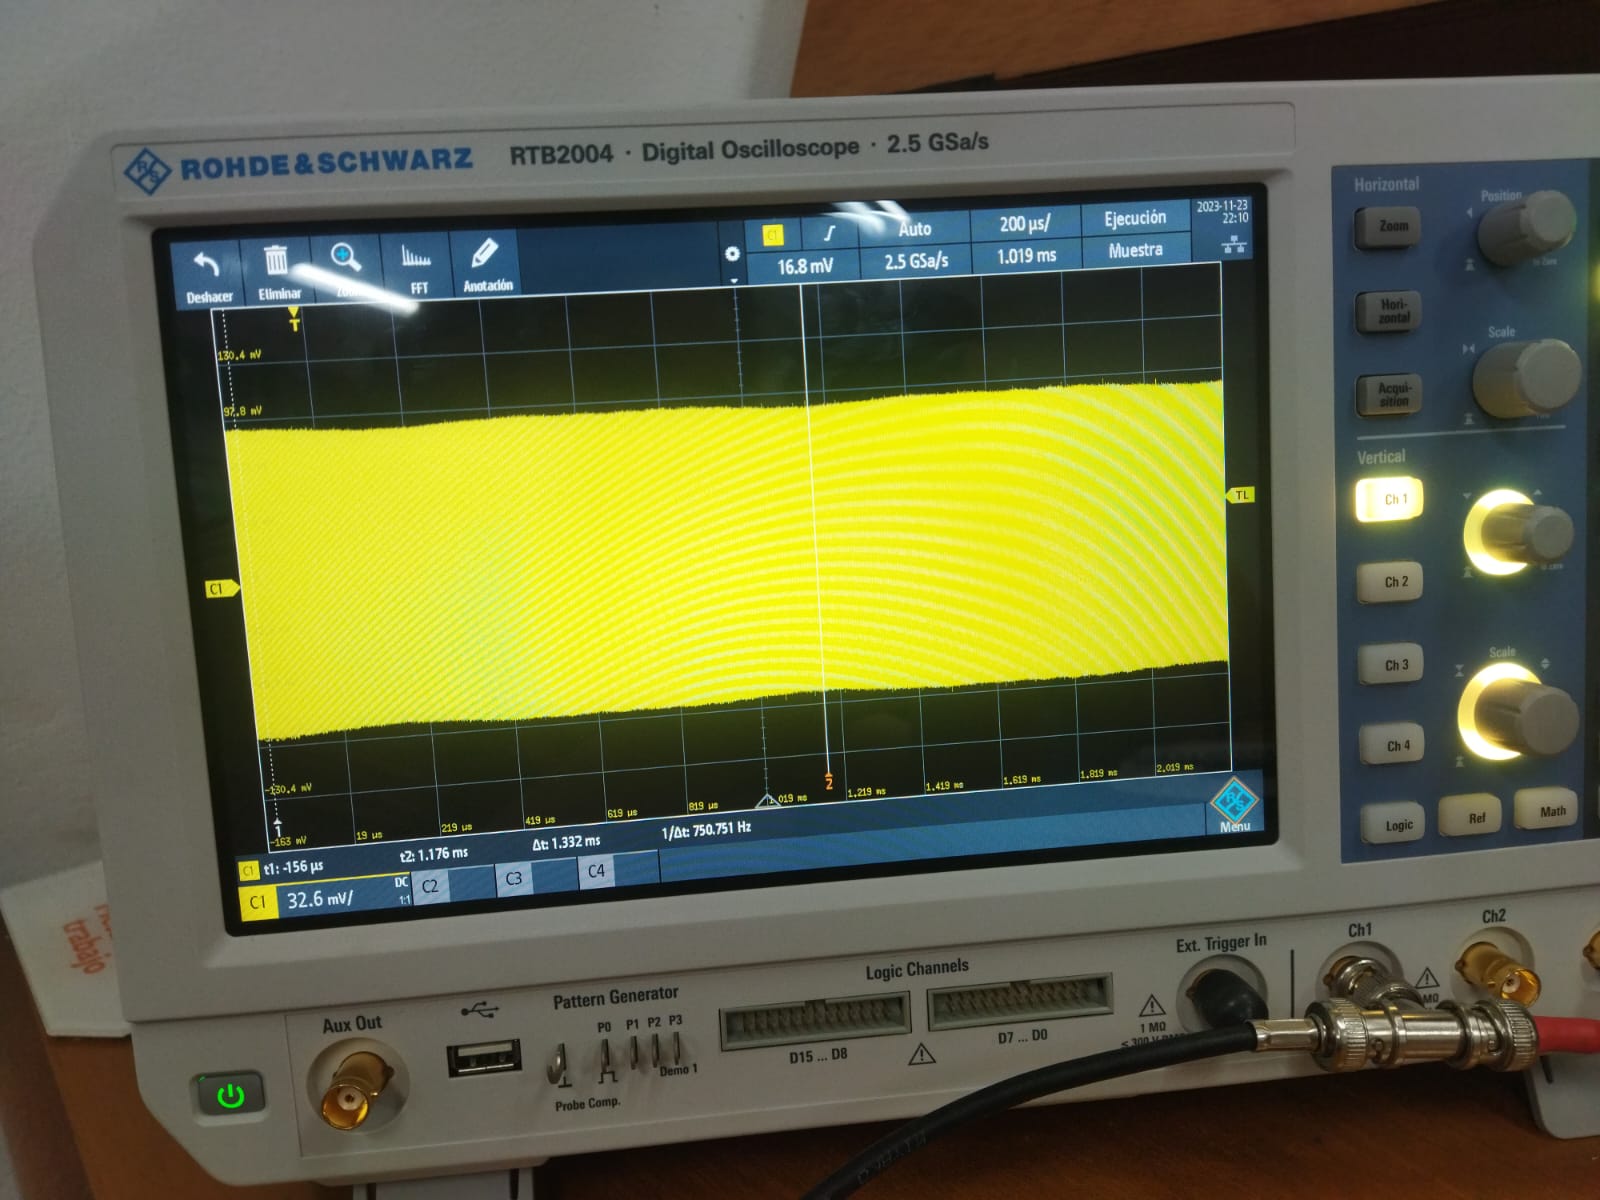 ROHDE&SCHWARZ RTB2004 · Digital Oscilloscope · 2.5 GSa/s
Deshacer
Eliminar
FFT
Anotación
C1
Auto
200 µs/
Ejecución
16.8 mV
2.5 GSa/s
1.019 ms
Muestra
2023-11-23
22:10
T
130.4 mV
97.8 mV
C1
TL
-130.4 mV
-163 mV
1
2
19 µs
219 µs
419 µs
619 µs
819 µs
1.219 ms
1.419 ms
1.619 ms
1.819 ms
2.019 ms
C1 t1: -156 µs
t2: 1.176 ms
Δt: 1.332 ms
1/Δt: 750.751 Hz
C1 32.6 mV/
DC
1:1
C2
C3
C4
R S
Menu
Horizontal
Zoom
Position
Hori-
zontal
Scale
Acqui-
sition
Vertical
Ch 1
Ch 2
Ch 3
Scale
Ch 4
Logic
Ref
Math
trabajo
Aux Out
Pattern Generator
P0 P1 P2 P3
Demo 1
Probe Comp.
Logic Channels
D15 ... D8
D7 ... D0
Ext. Trigger In
1 MΩ
Ch1
Ch2